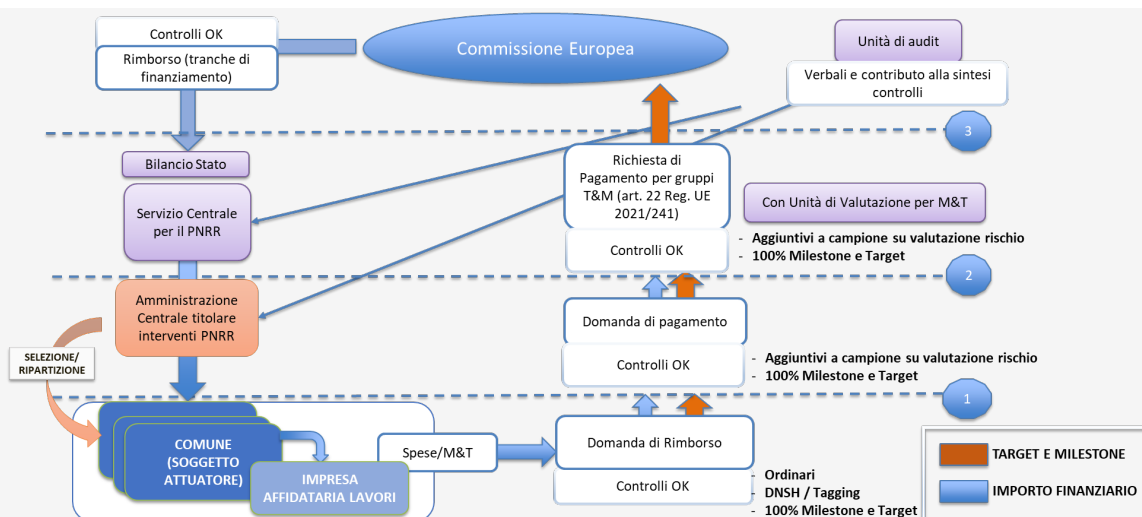 Controlli OK
Rimborso (tranche di
finanziamento)
Commissione Europea
Unità di audit
Verbali e contributo alla sintesi
controlli
3
Bilancio Stato
Servizio Centrale
per il PNRR
Richiesta di
Pagamento per gruppi
T&M (art. 22 Reg. UE
2021/241)
Con Unità di Valutazione per M&T
Controlli OK
- Aggiuntivi a campione su valutazione rischio
- 100% Milestone e Target
2
Amministrazione
Centrale titolare
interventi PNRR
Domanda di pagamento
SELEZIONE/
RIPARTIZIONE
Controlli OK
- Aggiuntivi a campione su valutazione rischio
- 100% Milestone e Target
1
COMUNE
(SOGGETTO
ATTUATORE)
IMPRESA
AFFIDATARIA LAVORI
Spese/M&T
Domanda di Rimborso
Controlli OK
- Ordinari
- DNSH / Tagging
- 100% Milestone e Target
TARGET E MILESTONE
IMPORTO FINANZIARIO